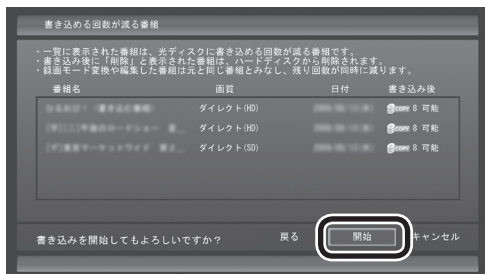 書き込める回数が減る番組
・一覧に表示された番組は、光ディスクに書き込める回数が減る番組です。
・書き込み後に「削除」と表示された番組は、ハードディスクから削除されます。
・録画モード変換や編集した番組は元と同じ番組とみなし、残り回数が同時に減ります。
番組名 画質 日付 書き込み後
ダイレクト(HD) COPY 8 可能
ダイレクト(HD) COPY 8 可能
ダイレクト(SD) COPY 8 可能
書き込みを開始してもよろしいですか? 戻る 開始 キャンセル